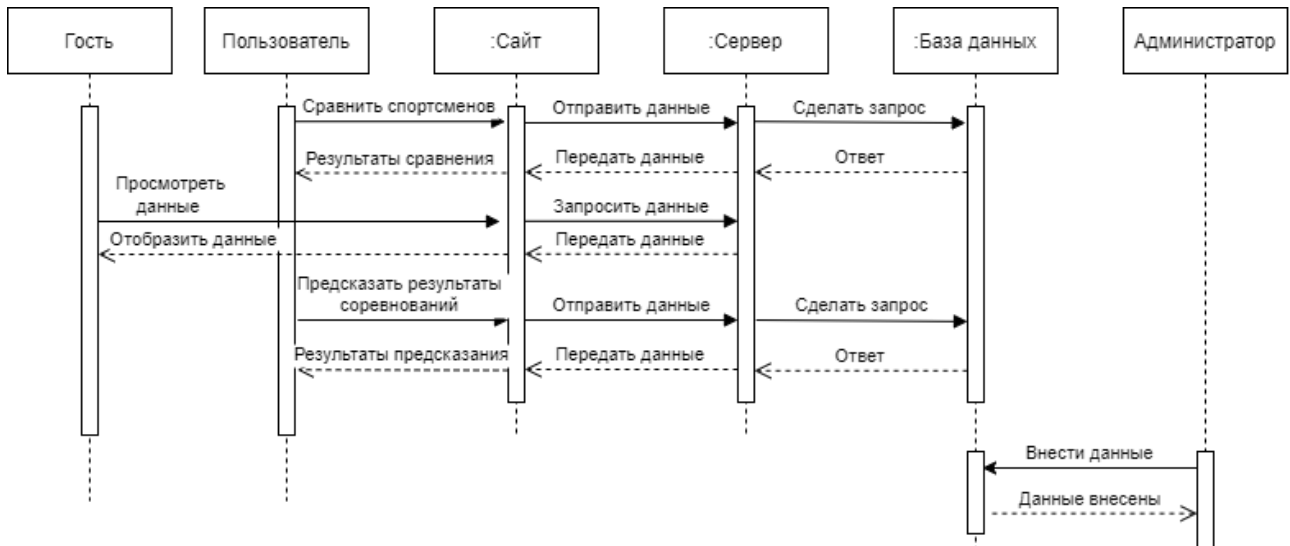 Гость
Пользователь
:Сайт
:Сервер
:База данных
Администратор
Сравнить спортсменов
Отправить данные
Сделать запрос
Результаты сравнения
Передать данные
Ответ
Просмотреть
данные
Запросить данные
Отобразить данные
Передать данные
Предсказать результаты
соревнований
Отправить данные
Сделать запрос
Результаты предсказания
Передать данные
Ответ
Внести данные
Данные внесены